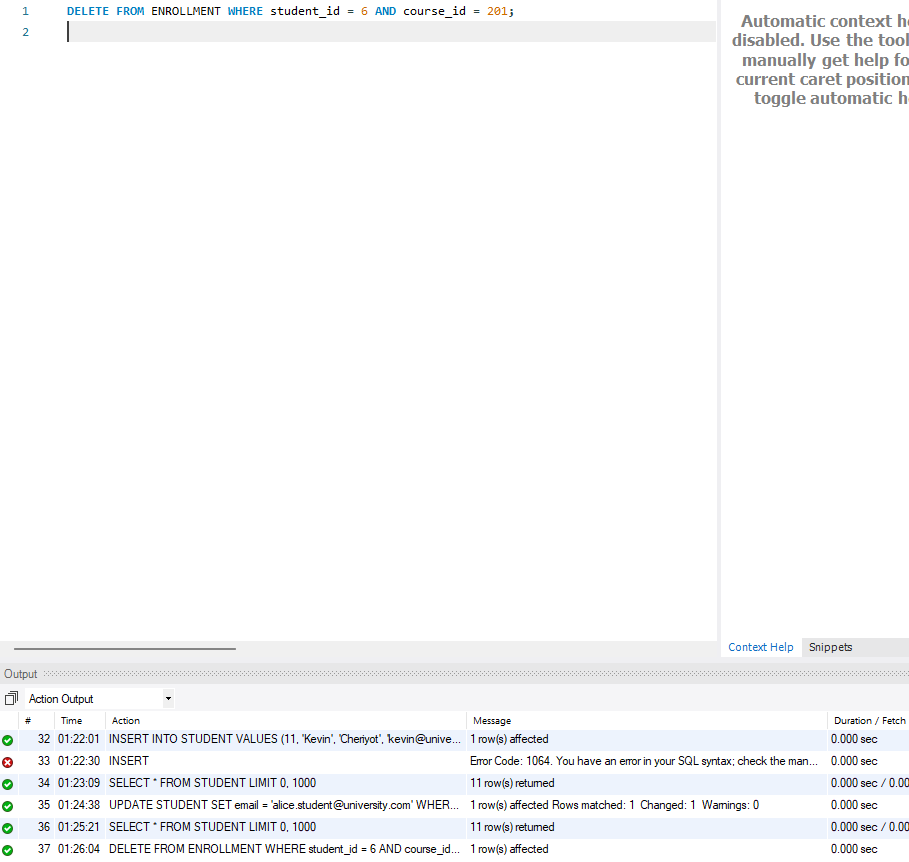 1 DELETE FROM ENROLLMENT WHERE student_id = 6 AND course_id = 201;
2
Automatic context h
disabled. Use the tool
manually get help fo
current caret position
toggle automatic h
Context Help Snippets
Output
Action Output
# Time Action Message Duration / Fetch
32 01:22:01 INSERT INTO STUDENT VALUES (11, 'Kevin', 'Cheriyot', 'kevin@unive... 1 row(s) affected 0.000 sec
33 01:22:30 INSERT Error Code: 1064. You have an error in your SQL syntax; check the man... 0.000 sec
34 01:23:09 SELECT * FROM STUDENT LIMIT 0, 1000 11 row(s) returned 0.000 sec / 0.00
35 01:24:38 UPDATE STUDENT SET email = 'alice.student@university.com' WHER... 1 row(s) affected Rows matched: 1 Changed: 1 Warnings: 0 0.000 sec
36 01:25:21 SELECT * FROM STUDENT LIMIT 0, 1000 11 row(s) returned 0.000 sec / 0.00
37 01:26:04 DELETE FROM ENROLLMENT WHERE student_id = 6 AND course_id... 1 row(s) affected 0.000 sec